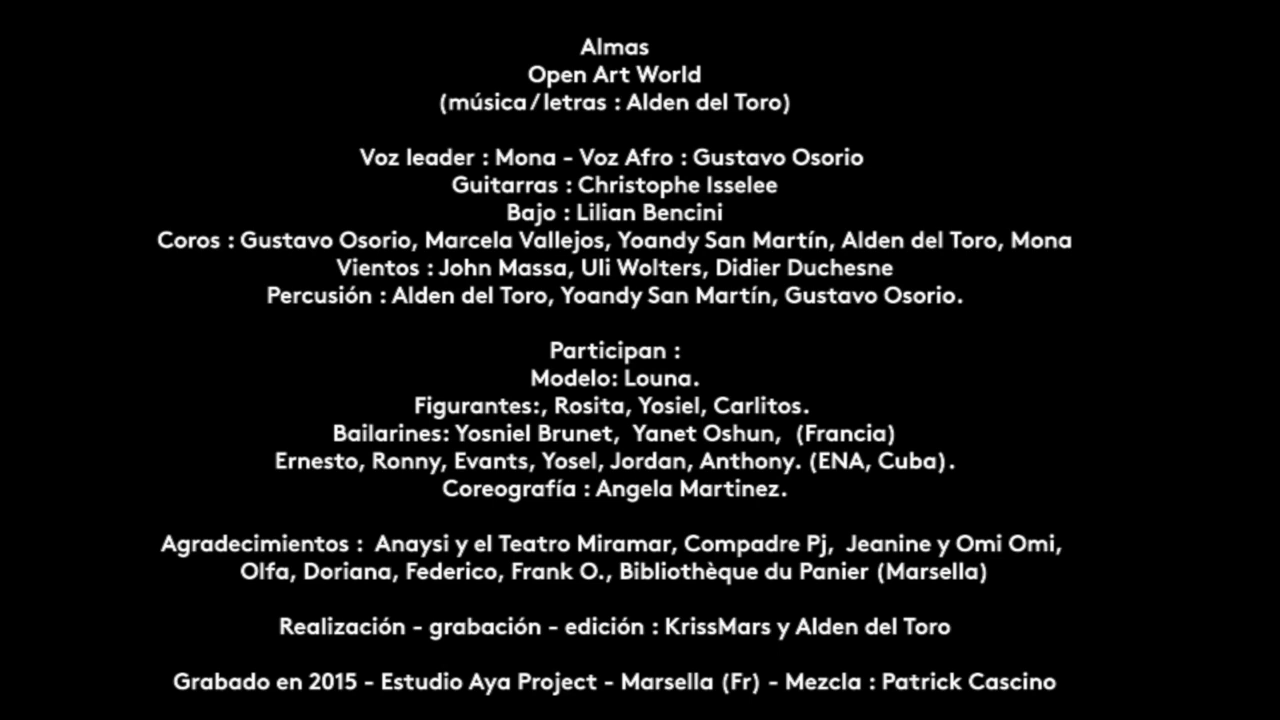 Almas
Open Art World
(música/letras : Alden del Toro)
Voz leader : Mona - Voz Afro : Gustavo Osorio
Guitarras : Christophe Isselee
Bajo : Lilian Bencini
Coros : Gustavo Osorio, Marcela Vallejos, Yoandy San Martín, Alden del Toro, Mona
Vientos : John Massa, Uli Wolters, Didier Duchesne
Percusión : Alden del Toro, Yoandy San Martín, Gustavo Osorio.
Participan :
Modelo: Louna.
Figurantes:, Rosita, Yosiel, Carlitos.
Bailarines: Yosniel Brunet, Yanet Oshun, (Francia)
Ernesto, Ronny, Evants, Yosel, Jordan, Anthony. (ENA, Cuba).
Coreografía : Angela Martinez.
Agradecimientos : Anaysi y el Teatro Miramar, Compadre Pj, Jeanine y Omi Omi,
Olfa, Doriana, Federico, Frank O., Bibliothèque du Panier (Marsella)
Realización - grabación - edición : KrissMars y Alden del Toro
Grabado en 2015 - Estudio Aya Project - Marsella (Fr) - Mezcla : Patrick Cascino